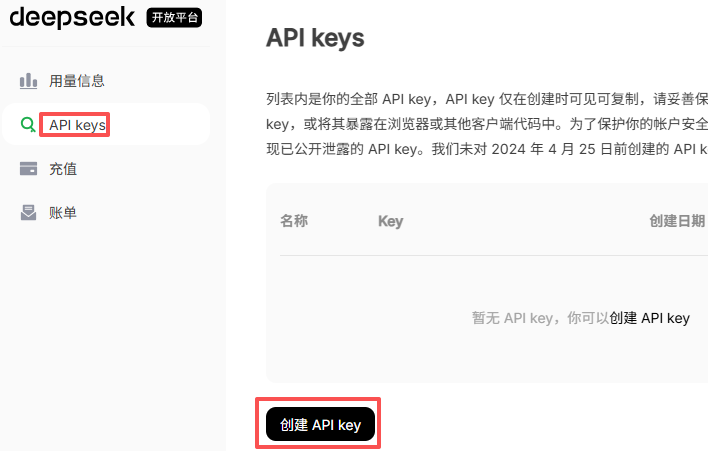 deepseek 开放平台
用量信息
API keys
充值
账单
API keys
列表内是你的全部 API key，API key 仅在创建时可见可复制，请妥善保
key，或将其暴露在浏览器或其他客户端代码中。为了保护你的帐户安全
现已公开泄露的 API key。我们未对 2024 年 4 月 25 日前创建的 API k
名称 Key 创建日期
暂无 API key，你可以创建 API key
创建 API key